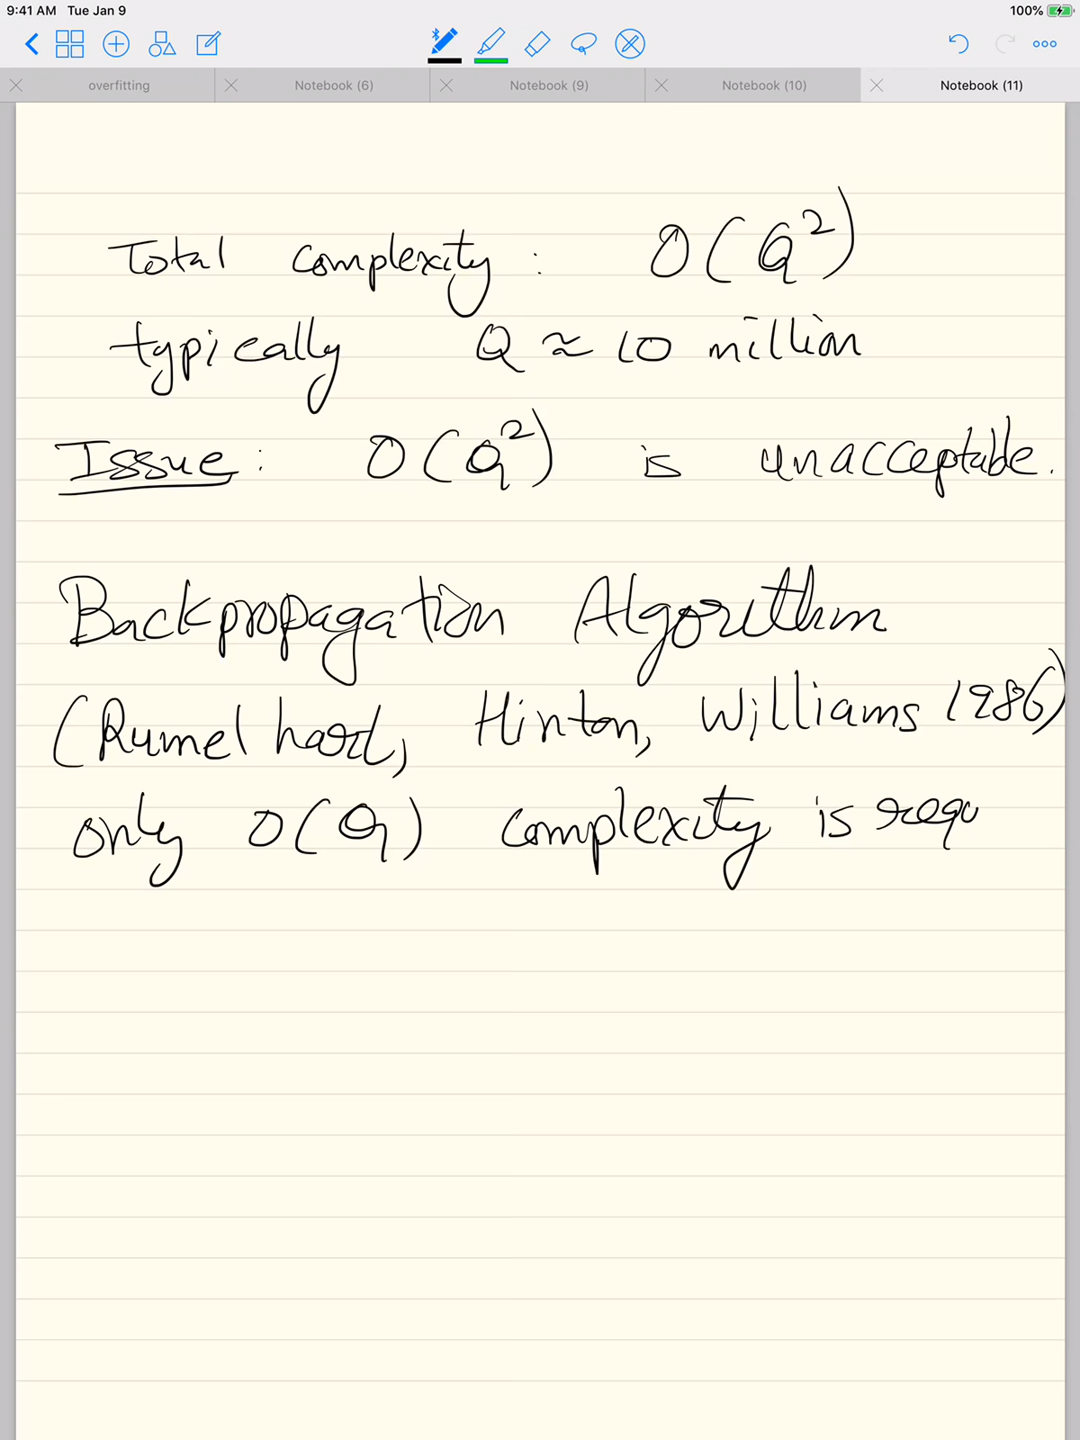 9:41 AM Tue Jan 9 100%
overfitting Notebook (6) Notebook (9) Notebook (10) Notebook (11)
Total complexity : O(Q²)
typically Q ≈ 10 million
Issue : O(Q²) is unacceptable.
Backpropagation Algorithm
(Rumelhart, Hinton, Williams 1986)
only O(Q) complexity is requ